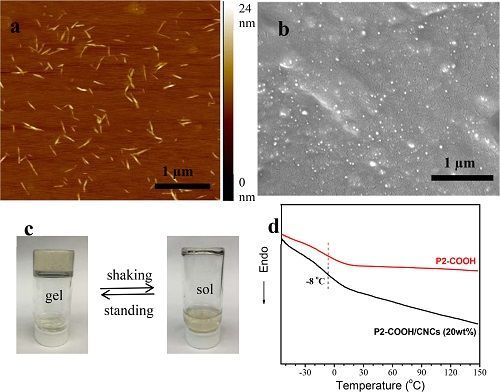 a
24
nm
1 µm
0
nm
b
1 µm
c
gel
shaking
standing
sol
d
Endo
P2-COOH
-8 °C
P2-COOH/CNCs (20wt%)
-30 0 30 60 90 120 150
Temperature (°C)